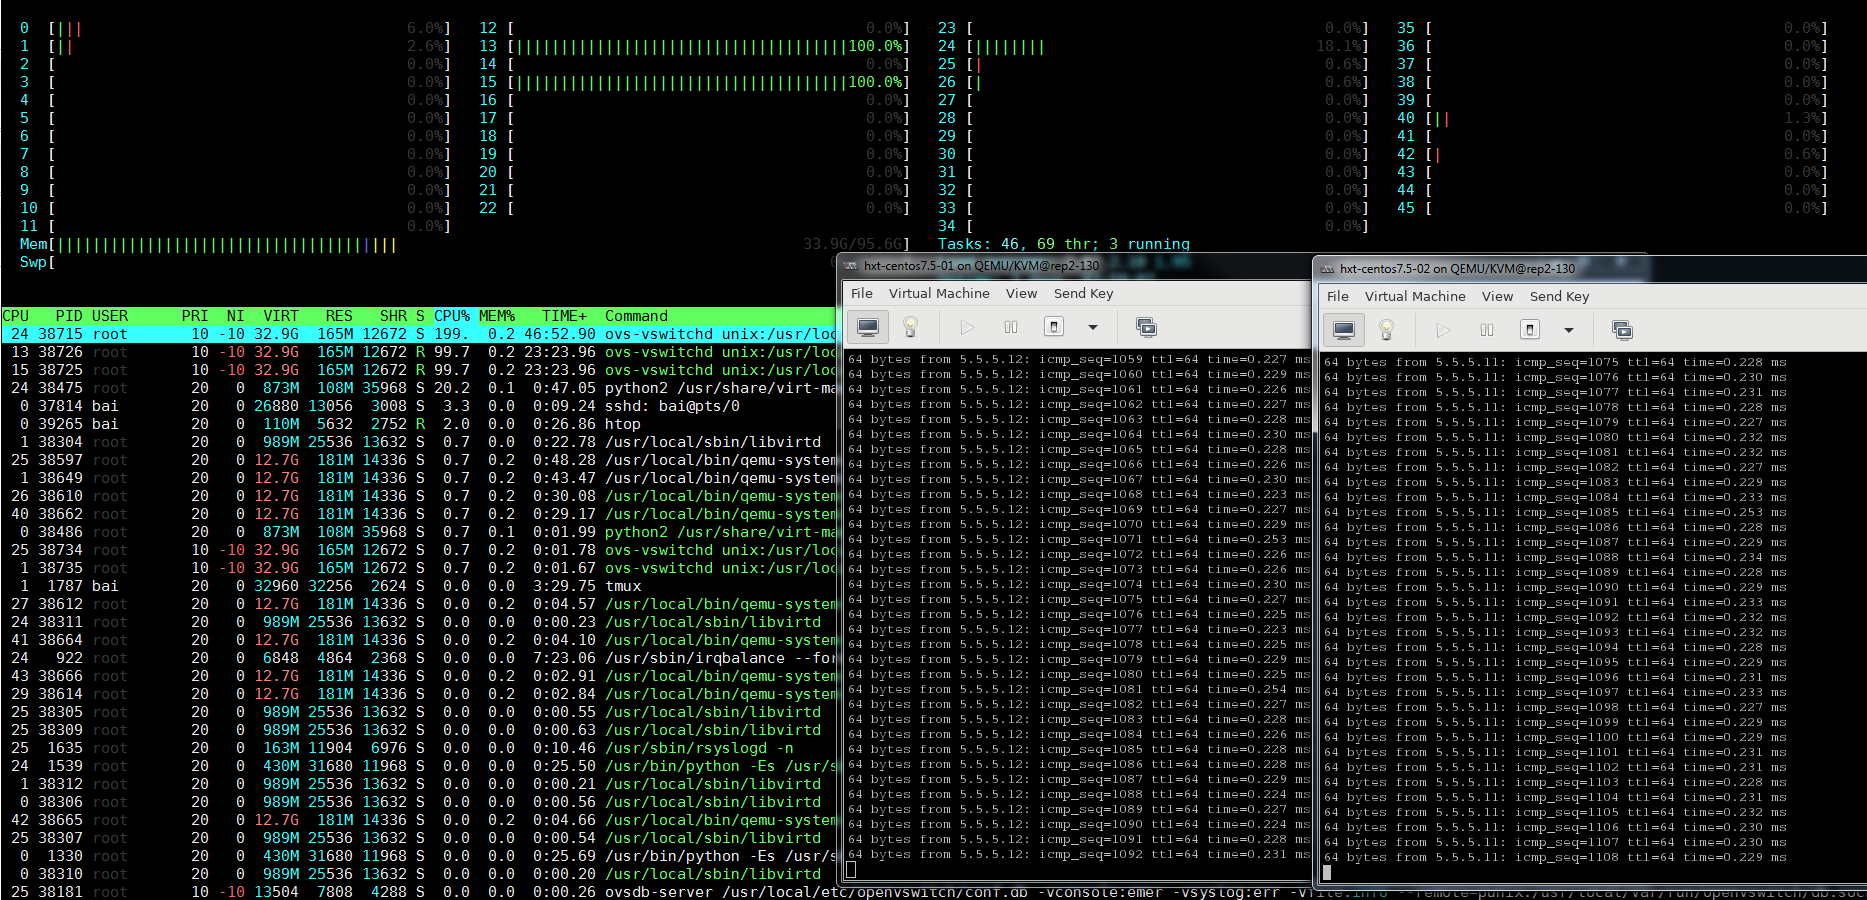 0 [||| 6.0%] 12 [ 0.0%] 23 [ 0.0%] 35 [ 0.0%]
1 [|| 2.6%] 13 [||||||||||||||||||||||||||||||||||||||100.0%] 24 [|||||||| 18.1%] 36 [ 0.0%]
2 [ 0.0%] 14 [ 0.0%] 25 [| 0.6%] 37 [ 0.0%]
3 [ 0.0%] 15 [||||||||||||||||||||||||||||||||||||||100.0%] 26 [| 0.6%] 38 [ 0.0%]
4 [ 0.0%] 16 [ 0.0%] 27 [ 0.0%] 39 [ 0.0%]
5 [ 0.0%] 17 [ 0.0%] 28 [ 0.0%] 40 [|| 1.3%]
6 [ 0.0%] 18 [ 0.0%] 29 [ 0.0%] 41 [ 0.0%]
7 [ 0.0%] 19 [ 0.0%] 30 [ 0.0%] 42 [| 0.6%]
8 [ 0.0%] 20 [ 0.0%] 31 [ 0.0%] 43 [ 0.0%]
9 [ 0.0%] 21 [ 0.0%] 32 [ 0.0%] 44 [ 0.0%]
10 [ 0.0%] 22 [ 0.0%] 33 [ 0.0%] 45 [ 0.0%]
11 [ 0.0%] 34 [ 0.0%]
Mem[||||||||||||||||||||||||||||||||||||||| 33.9G/95.6G] Tasks: 46, 69 thr; 3 running
Swp[
CPU PID USER PRI NI VIRT RES SHR S CPU% MEM% TIME+ Command
24 38715 root 10 -10 32.9G 165M 12672 S 199. 0.2 46:52.90 ovs-vswitchd unix:/usr/loc
13 38726 root 10 -10 32.9G 165M 12672 R 99.7 0.2 23:23.96 ovs-vswitchd unix:/usr/loc
15 38725 root 10 -10 32.9G 165M 12672 R 99.7 0.2 23:23.96 ovs-vswitchd unix:/usr/loc
24 38475 root 20 0 873M 108M 35968 S 20.2 0.1 0:47.05 python2 /usr/share/virt-ma
0 37814 bai 20 0 26880 13056 3008 S 3.3 0.0 0:09.24 sshd: bai@pts/0
0 39265 bai 20 0 110M 5632 2752 R 2.0 0.0 0:26.86 htop
1 38304 root 20 0 989M 25536 13632 S 0.7 0.0 0:22.78 /usr/local/sbin/libvirtd
25 38597 root 20 0 12.7G 181M 14336 S 0.7 0.2 0:48.28 /usr/local/bin/qemu-system
1 38649 root 20 0 12.7G 181M 14336 S 0.7 0.2 0:43.47 /usr/local/bin/qemu-system
26 38610 root 20 0 12.7G 181M 14336 S 0.7 0.2 0:30.08 /usr/local/bin/qemu-system
40 38662 root 20 0 12.7G 181M 14336 S 0.7 0.2 0:29.17 /usr/local/bin/qemu-system
0 38486 root 20 0 873M 108M 35968 S 0.7 0.1 0:01.99 python2 /usr/share/virt-ma
25 38734 root 10 -10 32.9G 165M 12672 S 0.7 0.2 0:01.78 ovs-vswitchd unix:/usr/loc
1 38735 root 10 -10 32.9G 165M 12672 S 0.7 0.2 0:01.67 ovs-vswitchd unix:/usr/loc
1 1787 bai 20 0 32960 32256 2624 S 0.0 0.0 3:29.75 tmux
27 38612 root 20 0 12.7G 181M 14336 S 0.0 0.2 0:04.57 /usr/local/bin/qemu-system
24 38311 root 20 0 989M 25536 13632 S 0.0 0.0 0:00.23 /usr/local/sbin/libvirtd
41 38664 root 20 0 12.7G 181M 14336 S 0.0 0.2 0:04.10 /usr/local/bin/qemu-system
24 922 root 20 0 6848 4864 2368 S 0.0 0.0 7:23.06 /usr/sbin/irqbalance --for
43 38666 root 20 0 12.7G 181M 14336 S 0.0 0.2 0:02.91 /usr/local/bin/qemu-system
29 38614 root 20 0 12.7G 181M 14336 S 0.0 0.2 0:02.84 /usr/local/bin/qemu-system
25 38305 root 20 0 989M 25536 13632 S 0.0 0.0 0:00.55 /usr/local/sbin/libvirtd
25 38309 root 20 0 989M 25536 13632 S 0.0 0.0 0:00.63 /usr/local/sbin/libvirtd
25 1635 root 20 0 163M 11904 6976 S 0.0 0.0 0:10.46 /usr/sbin/rsyslogd -n
24 1539 root 20 0 430M 31680 11968 S 0.0 0.0 0:25.50 /usr/bin/python -Es /usr/s
1 38312 root 20 0 989M 25536 13632 S 0.0 0.0 0:00.21 /usr/local/sbin/libvirtd
0 38306 root 20 0 989M 25536 13632 S 0.0 0.0 0:00.56 /usr/local/sbin/libvirtd
42 38665 root 20 0 12.7G 181M 14336 S 0.0 0.2 0:04.66 /usr/local/bin/qemu-system
25 38307 root 20 0 989M 25536 13632 S 0.0 0.0 0:00.54 /usr/local/sbin/libvirtd
0 1330 root 20 0 430M 31680 11968 S 0.0 0.0 0:25.69 /usr/bin/python -Es /usr/s
0 38310 root 20 0 989M 25536 13632 S 0.0 0.0 0:00.20 /usr/local/sbin/libvirtd
25 38181 root 10 -10 13504 7808 4288 S 0.0 0.0 0:00.26 ovsdb-server /usr/local/etc/openvswitch/conf.db -vconsole:emer -vsyslog:err -vfile:info --remote=punix:/usr/local/var/run/openvswitch/db.soc
hxt-centos7.5-01 on QEMU/KVM@rep2-130
File Virtual Machine View Send Key
64 bytes from 5.5.5.12: icmp_seq=1059 ttl=64 time=0.227 ms
64 bytes from 5.5.5.12: icmp_seq=1060 ttl=64 time=0.229 ms
64 bytes from 5.5.5.12: icmp_seq=1061 ttl=64 time=0.226 ms
64 bytes from 5.5.5.12: icmp_seq=1062 ttl=64 time=0.227 ms
64 bytes from 5.5.5.12: icmp_seq=1063 ttl=64 time=0.228 ms
64 bytes from 5.5.5.12: icmp_seq=1064 ttl=64 time=0.230 ms
64 bytes from 5.5.5.12: icmp_seq=1065 ttl=64 time=0.228 ms
64 bytes from 5.5.5.12: icmp_seq=1066 ttl=64 time=0.226 ms
64 bytes from 5.5.5.12: icmp_seq=1067 ttl=64 time=0.230 ms
64 bytes from 5.5.5.12: icmp_seq=1068 ttl=64 time=0.223 ms
64 bytes from 5.5.5.12: icmp_seq=1069 ttl=64 time=0.227 ms
64 bytes from 5.5.5.12: icmp_seq=1070 ttl=64 time=0.229 ms
64 bytes from 5.5.5.12: icmp_seq=1071 ttl=64 time=0.253 ms
64 bytes from 5.5.5.12: icmp_seq=1072 ttl=64 time=0.226 ms
64 bytes from 5.5.5.12: icmp_seq=1073 ttl=64 time=0.226 ms
64 bytes from 5.5.5.12: icmp_seq=1074 ttl=64 time=0.230 ms
64 bytes from 5.5.5.12: icmp_seq=1075 ttl=64 time=0.227 ms
64 bytes from 5.5.5.12: icmp_seq=1076 ttl=64 time=0.225 ms
64 bytes from 5.5.5.12: icmp_seq=1077 ttl=64 time=0.223 ms
64 bytes from 5.5.5.12: icmp_seq=1078 ttl=64 time=0.225 ms
64 bytes from 5.5.5.12: icmp_seq=1079 ttl=64 time=0.229 ms
64 bytes from 5.5.5.12: icmp_seq=1080 ttl=64 time=0.225 ms
64 bytes from 5.5.5.12: icmp_seq=1081 ttl=64 time=0.254 ms
64 bytes from 5.5.5.12: icmp_seq=1082 ttl=64 time=0.227 ms
64 bytes from 5.5.5.12: icmp_seq=1083 ttl=64 time=0.228 ms
64 bytes from 5.5.5.12: icmp_seq=1084 ttl=64 time=0.226 ms
64 bytes from 5.5.5.12: icmp_seq=1085 ttl=64 time=0.228 ms
64 bytes from 5.5.5.12: icmp_seq=1086 ttl=64 time=0.228 ms
64 bytes from 5.5.5.12: icmp_seq=1087 ttl=64 time=0.229 ms
64 bytes from 5.5.5.12: icmp_seq=1088 ttl=64 time=0.224 ms
64 bytes from 5.5.5.12: icmp_seq=1089 ttl=64 time=0.227 ms
64 bytes from 5.5.5.12: icmp_seq=1090 ttl=64 time=0.224 ms
64 bytes from 5.5.5.12: icmp_seq=1091 ttl=64 time=0.228 ms
64 bytes from 5.5.5.12: icmp_seq=1092 ttl=64 time=0.231 ms
hxt-centos7.5-02 on QEMU/KVM@rep2-130
File Virtual Machine View Send Key
64 bytes from 5.5.5.11: icmp_seq=1075 ttl=64 time=0.228 ms
64 bytes from 5.5.5.11: icmp_seq=1076 ttl=64 time=0.230 ms
64 bytes from 5.5.5.11: icmp_seq=1077 ttl=64 time=0.231 ms
64 bytes from 5.5.5.11: icmp_seq=1078 ttl=64 time=0.228 ms
64 bytes from 5.5.5.11: icmp_seq=1079 ttl=64 time=0.227 ms
64 bytes from 5.5.5.11: icmp_seq=1080 ttl=64 time=0.232 ms
64 bytes from 5.5.5.11: icmp_seq=1081 ttl=64 time=0.232 ms
64 bytes from 5.5.5.11: icmp_seq=1082 ttl=64 time=0.227 ms
64 bytes from 5.5.5.11: icmp_seq=1083 ttl=64 time=0.229 ms
64 bytes from 5.5.5.11: icmp_seq=1084 ttl=64 time=0.233 ms
64 bytes from 5.5.5.11: icmp_seq=1085 ttl=64 time=0.253 ms
64 bytes from 5.5.5.11: icmp_seq=1086 ttl=64 time=0.228 ms
64 bytes from 5.5.5.11: icmp_seq=1087 ttl=64 time=0.229 ms
64 bytes from 5.5.5.11: icmp_seq=1088 ttl=64 time=0.234 ms
64 bytes from 5.5.5.11: icmp_seq=1089 ttl=64 time=0.228 ms
64 bytes from 5.5.5.11: icmp_seq=1090 ttl=64 time=0.229 ms
64 bytes from 5.5.5.11: icmp_seq=1091 ttl=64 time=0.233 ms
64 bytes from 5.5.5.11: icmp_seq=1092 ttl=64 time=0.232 ms
64 bytes from 5.5.5.11: icmp_seq=1093 ttl=64 time=0.232 ms
64 bytes from 5.5.5.11: icmp_seq=1094 ttl=64 time=0.228 ms
64 bytes from 5.5.5.11: icmp_seq=1095 ttl=64 time=0.229 ms
64 bytes from 5.5.5.11: icmp_seq=1096 ttl=64 time=0.231 ms
64 bytes from 5.5.5.11: icmp_seq=1097 ttl=64 time=0.233 ms
64 bytes from 5.5.5.11: icmp_seq=1098 ttl=64 time=0.227 ms
64 bytes from 5.5.5.11: icmp_seq=1099 ttl=64 time=0.229 ms
64 bytes from 5.5.5.11: icmp_seq=1100 ttl=64 time=0.229 ms
64 bytes from 5.5.5.11: icmp_seq=1101 ttl=64 time=0.231 ms
64 bytes from 5.5.5.11: icmp_seq=1102 ttl=64 time=0.231 ms
64 bytes from 5.5.5.11: icmp_seq=1103 ttl=64 time=0.228 ms
64 bytes from 5.5.5.11: icmp_seq=1104 ttl=64 time=0.231 ms
64 bytes from 5.5.5.11: icmp_seq=1105 ttl=64 time=0.232 ms
64 bytes from 5.5.5.11: icmp_seq=1106 ttl=64 time=0.230 ms
64 bytes from 5.5.5.11: icmp_seq=1107 ttl=64 time=0.230 ms
64 bytes from 5.5.5.11: icmp_seq=1108 ttl=64 time=0.229 ms